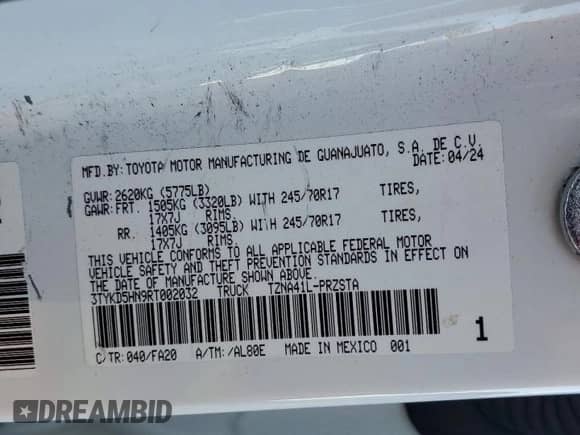 MFD.BY:TOYOTA MOTOR MANUFACTURING DE GUANAJUATO, S.A. DE C.V.
DATE:04/24
GVWR:2620KG (5775LB)
GAWR:FRT. 1505KG (3320LB) WITH 245/70R17 TIRES,
17X7J RIMS.
RR. 1405KG (3095LB) WITH 245/70R17 TIRES,
17X7J RIMS.
THIS VEHICLE CONFORMS TO ALL APPLICABLE FEDERAL MOTOR
VEHICLE SAFETY AND THEFT PREVENTION STANDARDS IN EFFECT ON
THE DATE OF MANUFACTURE SHOWN ABOVE.
3TYKD5HN9RT002032 TRUCK TZNA41L-PRZSTA
C/TR:040/FA20 A/TM:/AL80E MADE IN MEXICO 001
1
DREAMBID